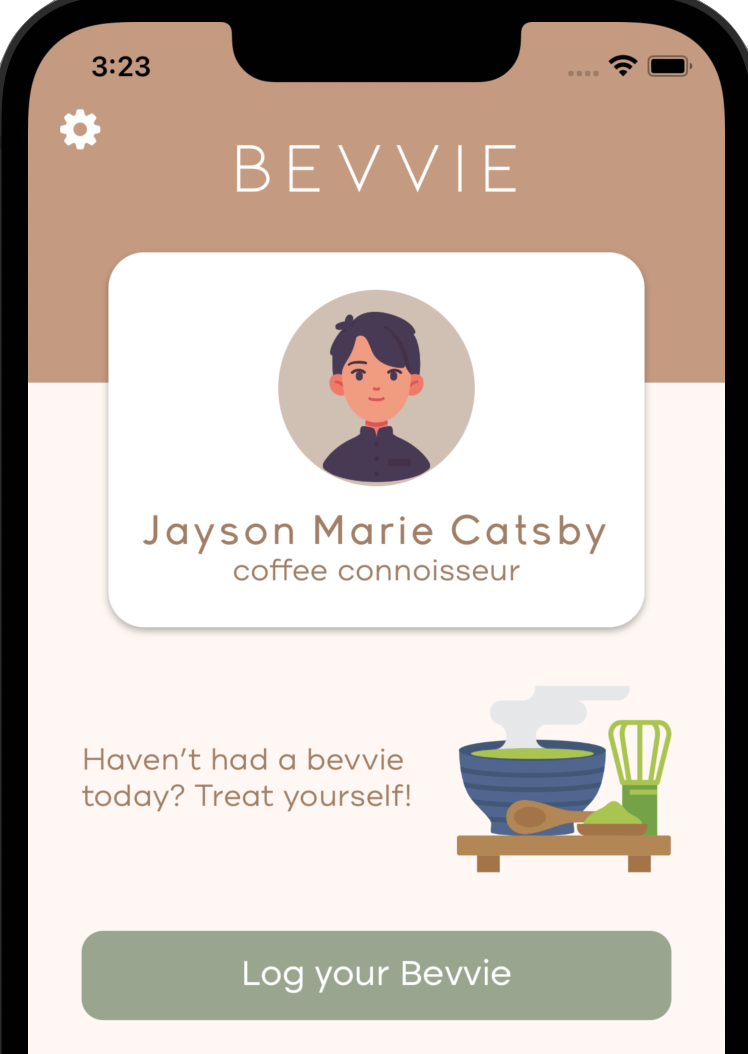 3:23
BEVVIE
Jayson Marie Catsby
coffee connoisseur
Haven't had a bevvie
today? Treat yourself!
Log your Bevvie